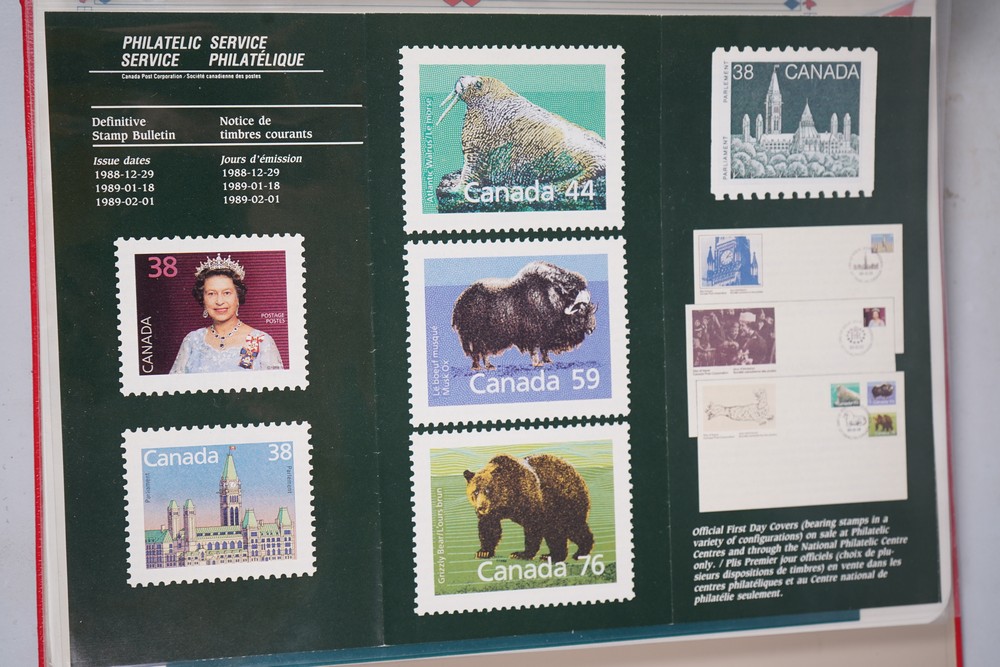 PHILATELIC SERVICE
SERVICE PHILATÉLIQUE
Canada Post Corporation / Société canadienne des postes
Definitive
Stamp Bulletin
Notice de
timbres courants
Issue dates
1988-12-29
1989-01-18
1989-02-01
Jours d'émission
1988-12-29
1989-01-18
1989-02-01
38
CANADA
POSTAGE
POSTES
Canada 38
Parliament
Parlement
Atlantic Walrus/Le morse
Canada 44
Le boeuf musqué
Musk Ox
Canada 59
Grizzly Bear/L'ours brun
Canada 76
38 CANADA
PARLIAMENT
PARLEMENT
Official First Day Covers (bearing stamps in a
variety of configurations) on sale at Philatelic
Centres and through the National Philatelic Centre
only. / Plis Premier jour officiels (choix de plu-
sieurs dispositions de timbres) en vente dans les
centres philatéliques et au Centre national de
philatélie seulement.